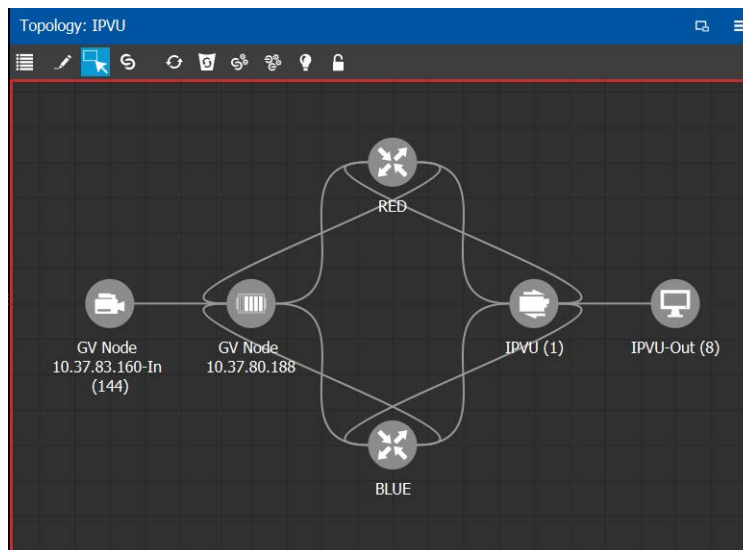 Topology: IPVU
RED
GV Node
10.37.83.160-In
(144)
GV Node
10.37.80.188
IPVU (1)
IPVU-Out (8)
BLUE